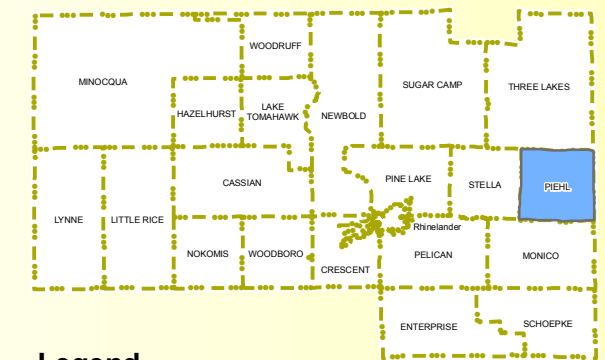 WOODRUFF
MINOCQUA
SUGAR CAMP
THREE LAKES
HAZELHURST
LAKE
TOMAHAWK
NEWBOLD
CASSIAN
PINE LAKE
STELLA
PIEHL
LYNNE
LITTLE RICE
Rhinelander
NOKOMIS
WOODBORO
CRESCENT
PELICAN
MONICO
ENTERPRISE
SCHOEPKE
Legend